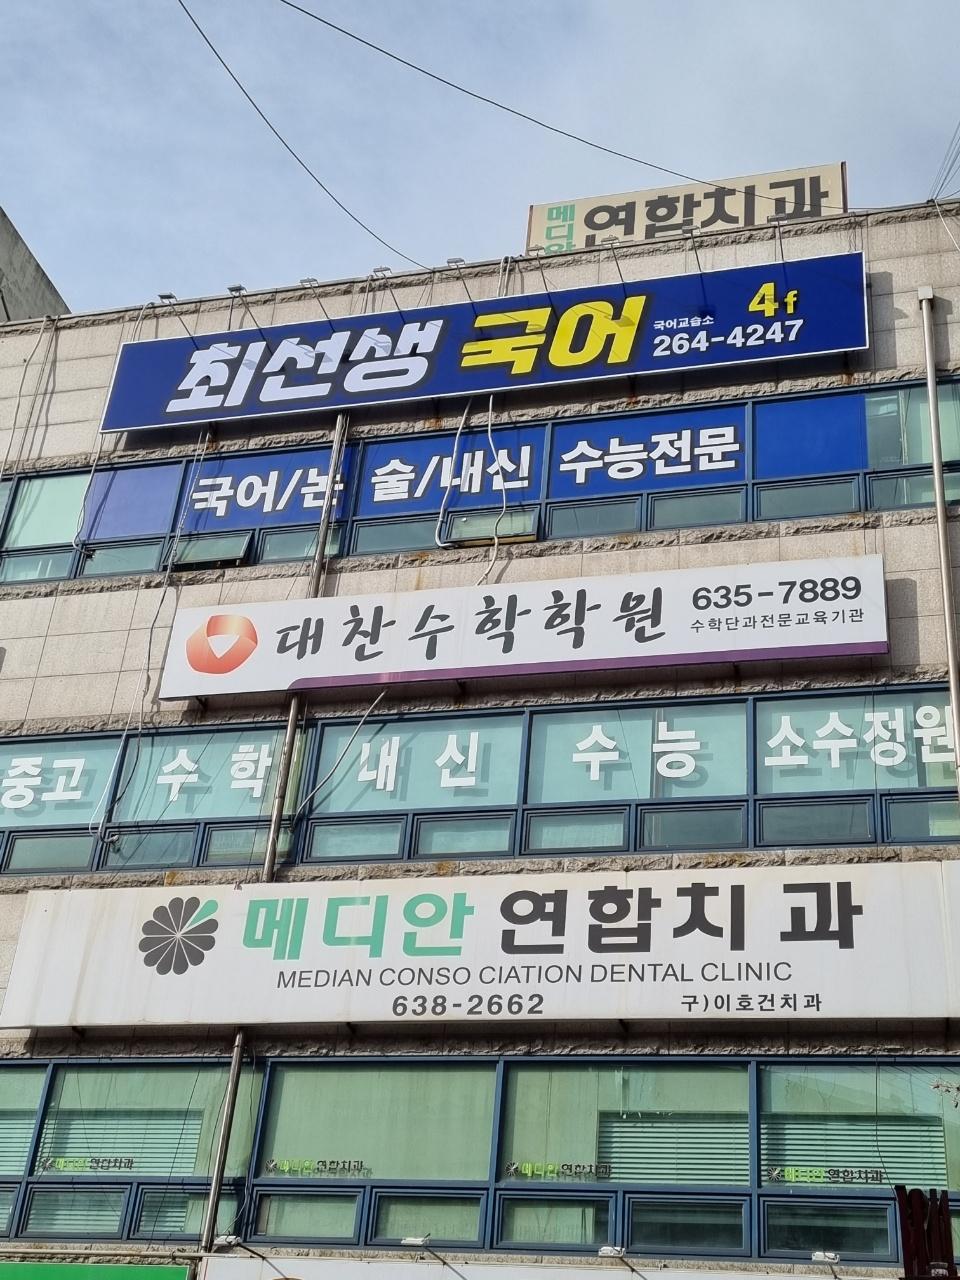 메디안 연합치과
최선생 국어 국어교습소 4f
264-4247
국어/논 술/내신 수능전문
대찬수학학원 635-7889
수학단과전문교육기관
중고 수학 내신 수능 소수정원
메디안 연합치과
MEDIAN CONSO CIATION DENTAL CLINIC
638-2662 구)이호건치과
메디안 연합치과 메디안 연합치과 메디안 연합치과 메디안 연합치과